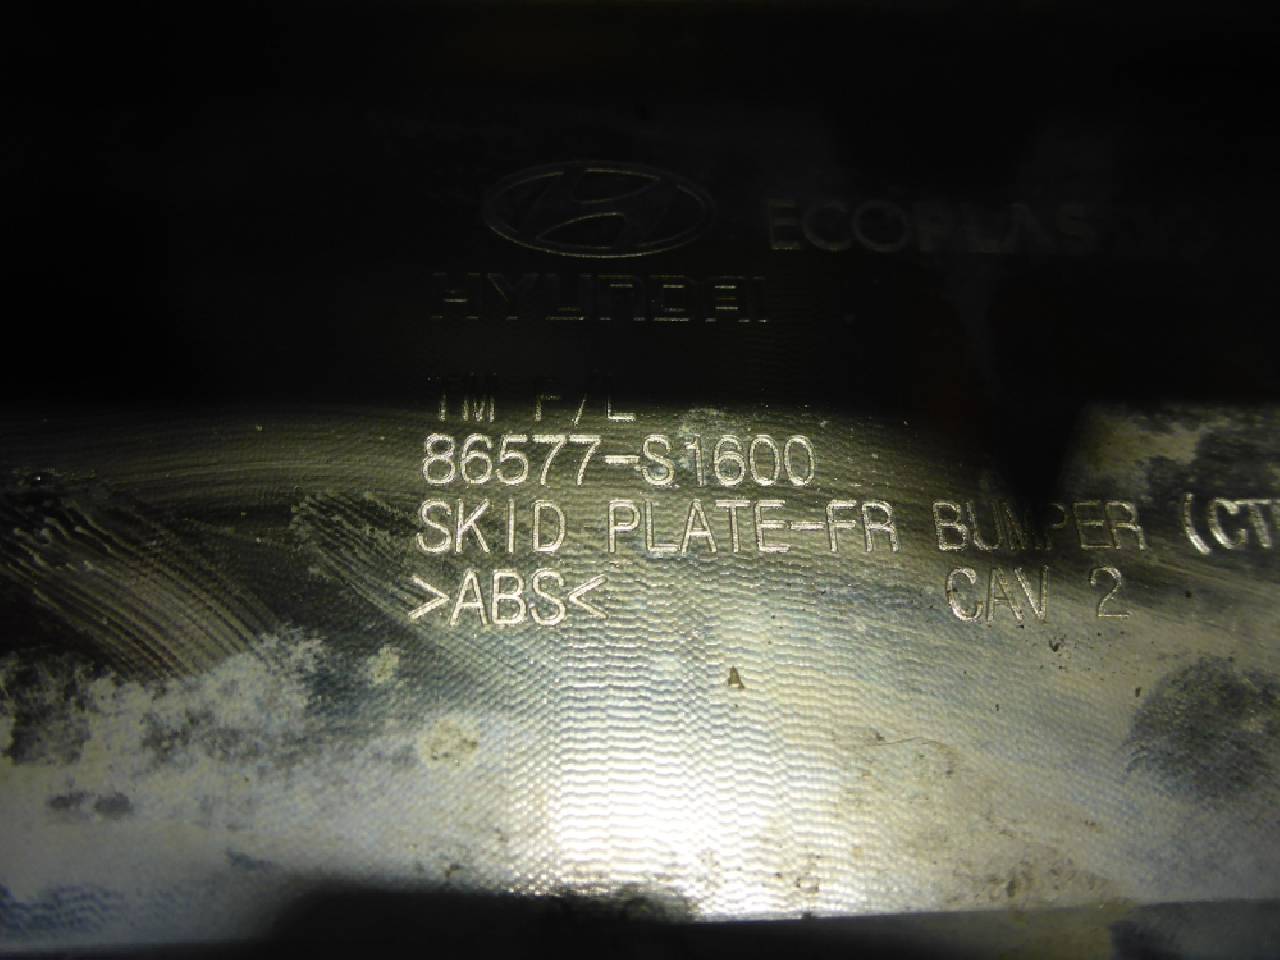 ECOPLAS
HYUNDAI
TM F/L
86577-S1600
SKID PLATE-FR BUMPER (CT
>ABS< CAV 2